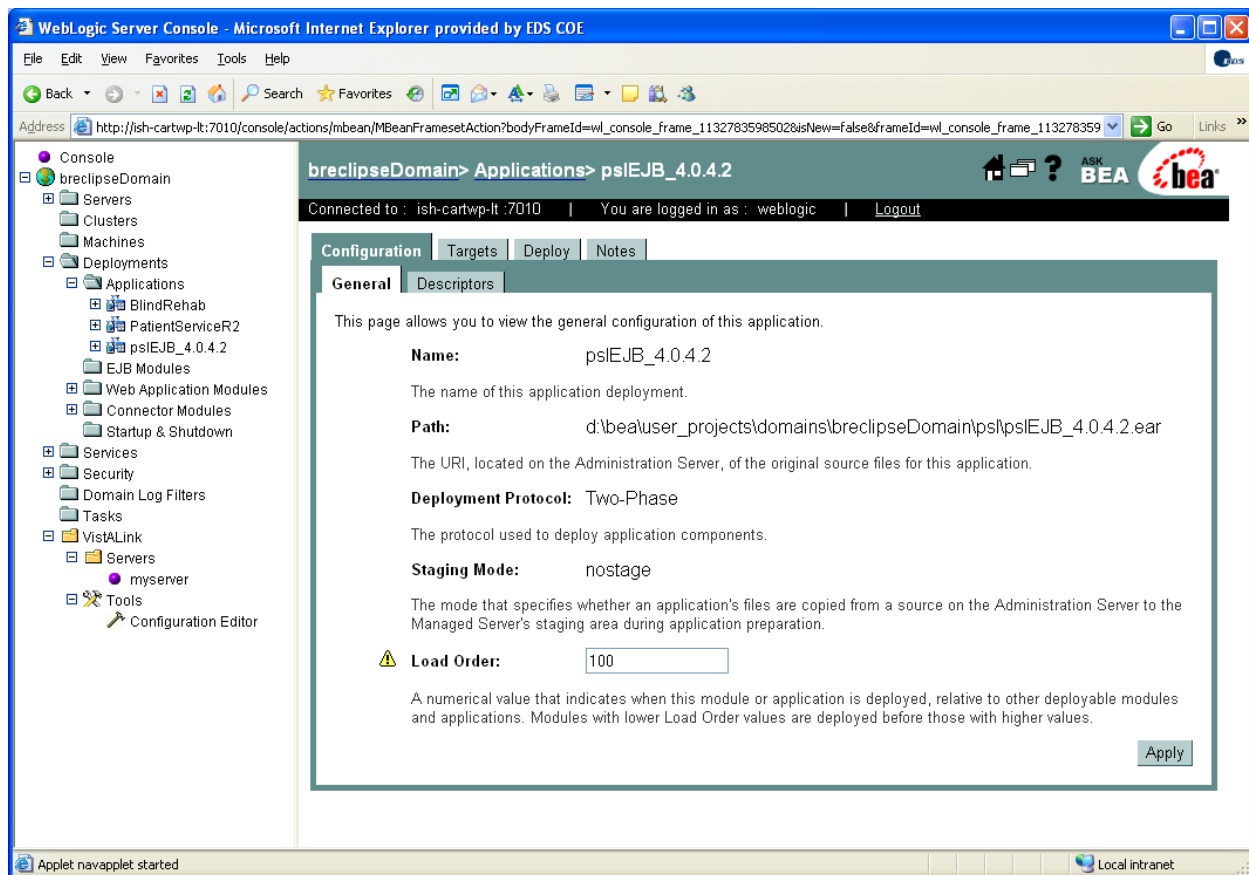 WebLogic Server Console - Microsoft Internet Explorer provided by EDS COE
File Edit View Favorites Tools Help
EDS
Back Search Favorites
Address http://ish-cartwp-lt:7010/console/actions/mbean/MBeanFramesetAction?bodyFrameId=wl_console_frame_1132783598502&isNew=false&frameId=wl_console_frame_113278359 Go Links »
Console
breclipseDomain
Servers
Clusters
Machines
Deployments
Applications
BlindRehab
PatientServiceR2
pslEJB_4.0.4.2
EJB Modules
Web Application Modules
Connector Modules
Startup & Shutdown
Services
Security
Domain Log Filters
Tasks
VistALink
Servers
myserver
Tools
Configuration Editor
breclipseDomain> Applications> pslEJB_4.0.4.2
? ASK BEA bea
Connected to : ish-cartwp-lt :7010 | You are logged in as : weblogic | Logout
Configuration Targets Deploy Notes
General Descriptors
This page allows you to view the general configuration of this application.
Name: pslEJB_4.0.4.2
The name of this application deployment.
Path: d:\bea\user_projects\domains\breclipseDomain\psl\pslEJB_4.0.4.2.ear
The URI, located on the Administration Server, of the original source files for this application.
Deployment Protocol: Two-Phase
The protocol used to deploy application components.
Staging Mode: nostage
The mode that specifies whether an application's files are copied from a source on the Administration Server to the
Managed Server's staging area during application preparation.
Load Order: 100
A numerical value that indicates when this module or application is deployed, relative to other deployable modules
and applications. Modules with lower Load Order values are deployed before those with higher values.
Apply
Applet navapplet started
Local intranet